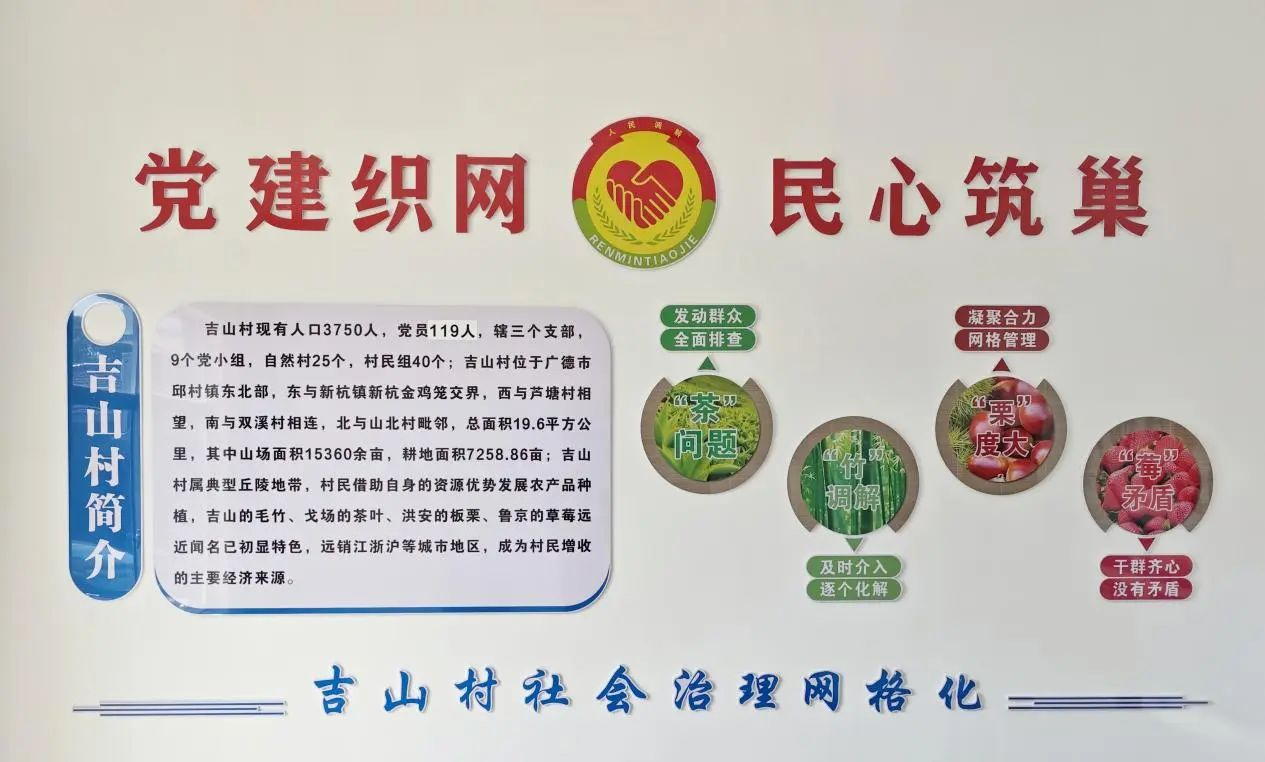 党建织网
人民调解
RENMINTIAOJIE
民心筑巢
吉山村简介
吉山村现有人口3750人，党员119人，辖三个支部，
9个党小组，自然村25个，村民组40个；吉山村位于广德市
邱村镇东北部，东与新杭镇新杭金鸡笼交界，西与芦塘村相
望，南与双溪村相连，北与山北村毗邻，总面积19.6平方公
里，其中山场面积15360余亩，耕地面积7258.86亩；吉山
村属典型丘陵地带，村民借助自身的资源优势发展农产品种
植，吉山的毛竹、戈场的茶叶、洪安的板栗、鲁京的草莓远
近闻名已初显特色，远销江浙沪等城市地区，成为村民增收
的主要经济来源。
发动群众
全面排查
“茶”
问题
“竹”
调解
及时介入
逐个化解
凝聚合力
网格管理
“栗”
度大
“莓”
矛盾
干群齐心
没有矛盾
吉山村社会治理网格化